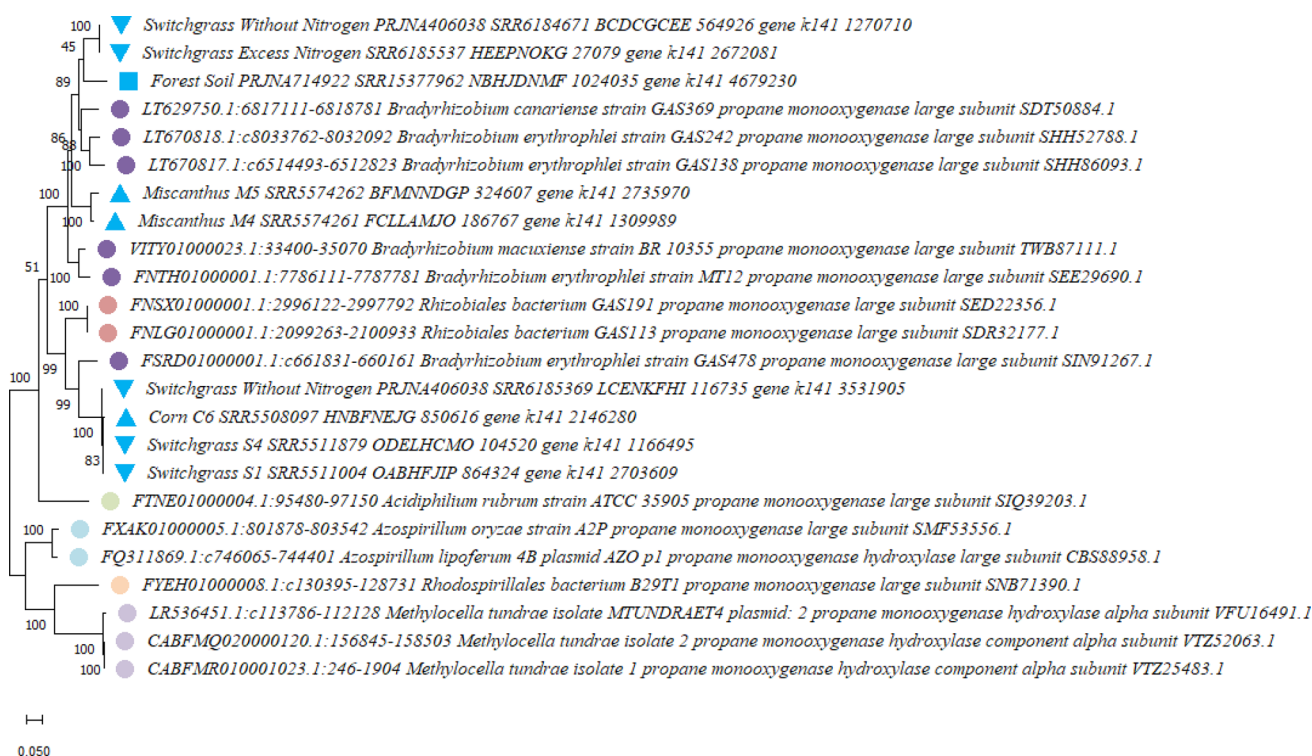 100
Switchgrass Without Nitrogen PRJNA406038 SRR6184671 BCDCGCEE 564926 gene k141 1270710
45
Switchgrass Excess Nitrogen SRR6185537 HEEPNOKG 27079 gene k141 2672081
89
Forest Soil PRJNA714922 SRR15377962 NBHJDNMF 1024035 gene k141 4679230
LT629750.1:6817111-6818781 Bradyrhizobium canariense strain GAS369 propane monooxygenase large subunit SDT50884.1
86
LT670818.1:c8033762-8032092 Bradyrhizobium erythrophlei strain GAS242 propane monooxygenase large subunit SHH52788.1
88
100
LT670817.1:c6514493-6512823 Bradyrhizobium erythrophlei strain GAS138 propane monooxygenase large subunit SHH86093.1
100
Miscanthus M5 SRR5574262 BFMNNDGP 324607 gene k141 2735970
100
Miscanthus M4 SRR5574261 FCLLAMJO 186767 gene k141 1309989
VITY01000023.1:33400-35070 Bradyrhizobium macuxiense strain BR 10355 propane monooxygenase large subunit TWB87111.1
51
100
FNTH01000001.1:7786111-7787781 Bradyrhizobium erythrophlei strain MT12 propane monooxygenase large subunit SEE29690.1
100
FNSX01000001.1:2996122-2997792 Rhizobiales bacterium GAS191 propane monooxygenase large subunit SED22356.1
FNLG01000001.1:2099263-2100933 Rhizobiales bacterium GAS113 propane monooxygenase large subunit SDR32177.1
99
FSRD01000001.1:c661831-660161 Bradyrhizobium erythrophlei strain GAS478 propane monooxygenase large subunit SIN91267.1
100
Switchgrass Without Nitrogen PRJNA406038 SRR6185369 LCENKFHI 116735 gene k141 3531905
99
Corn C6 SRR5508097 HNBFNEJG 850616 gene k141 2146280
100
Switchgrass S4 SRR5511879 ODELHCMO 104520 gene k141 1166495
83
Switchgrass S1 SRR5511004 OABHFJIP 864324 gene k141 2703609
FTNE01000004.1:95480-97150 Acidiphilium rubrum strain ATCC 35905 propane monooxygenase large subunit SIQ39203.1
100
FXAK01000005.1:801878-803542 Azospirillum oryzae strain A2P propane monooxygenase large subunit SMF53556.1
FQ311869.1:c746065-744401 Azospirillum lipoferum 4B plasmid AZO p1 propane monooxygenase hydroxylase large subunit CBS88958.1
FYEH01000008.1:c130395-128731 Rhodospirillales bacterium B29T1 propane monooxygenase large subunit SNB71390.1
100
LR536451.1:c113786-112128 Methylocella tundrae isolate MTUNDRAET4 plasmid: 2 propane monooxygenase hydroxylase alpha subunit VFU16491.1
100
CABFMQ020000120.1:156845-158503 Methylocella tundrae isolate 2 propane monooxygenase hydroxylase component alpha subunit VTZ52063.1
100
CABFMR010001023.1:246-1904 Methylocella tundrae isolate 1 propane monooxygenase hydroxylase component alpha subunit VTZ25483.1
0.050